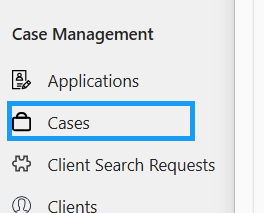 Case Management
Applications
Cases
Client Search Requests
Clients